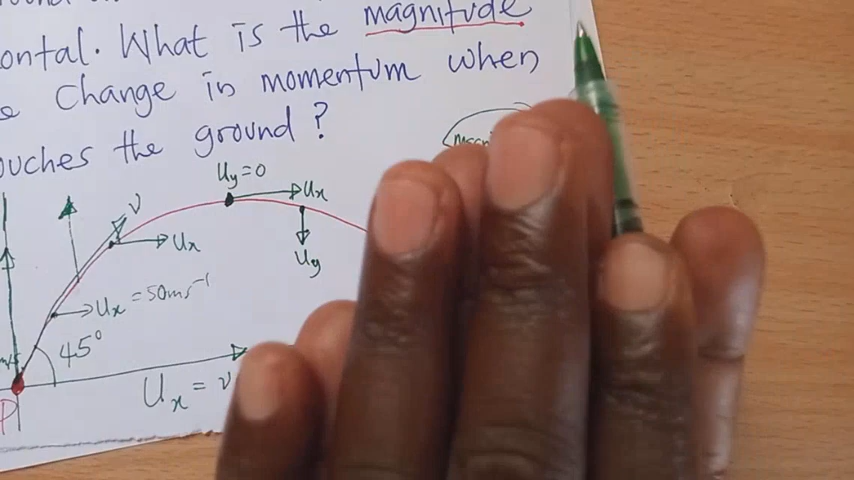 ontal. What is the magnitude
change in momentum when
ouches the ground?
Uy=0
Ux
V
Ux
Uy
Ux = 50ms⁻¹
45°
Ux = v
P